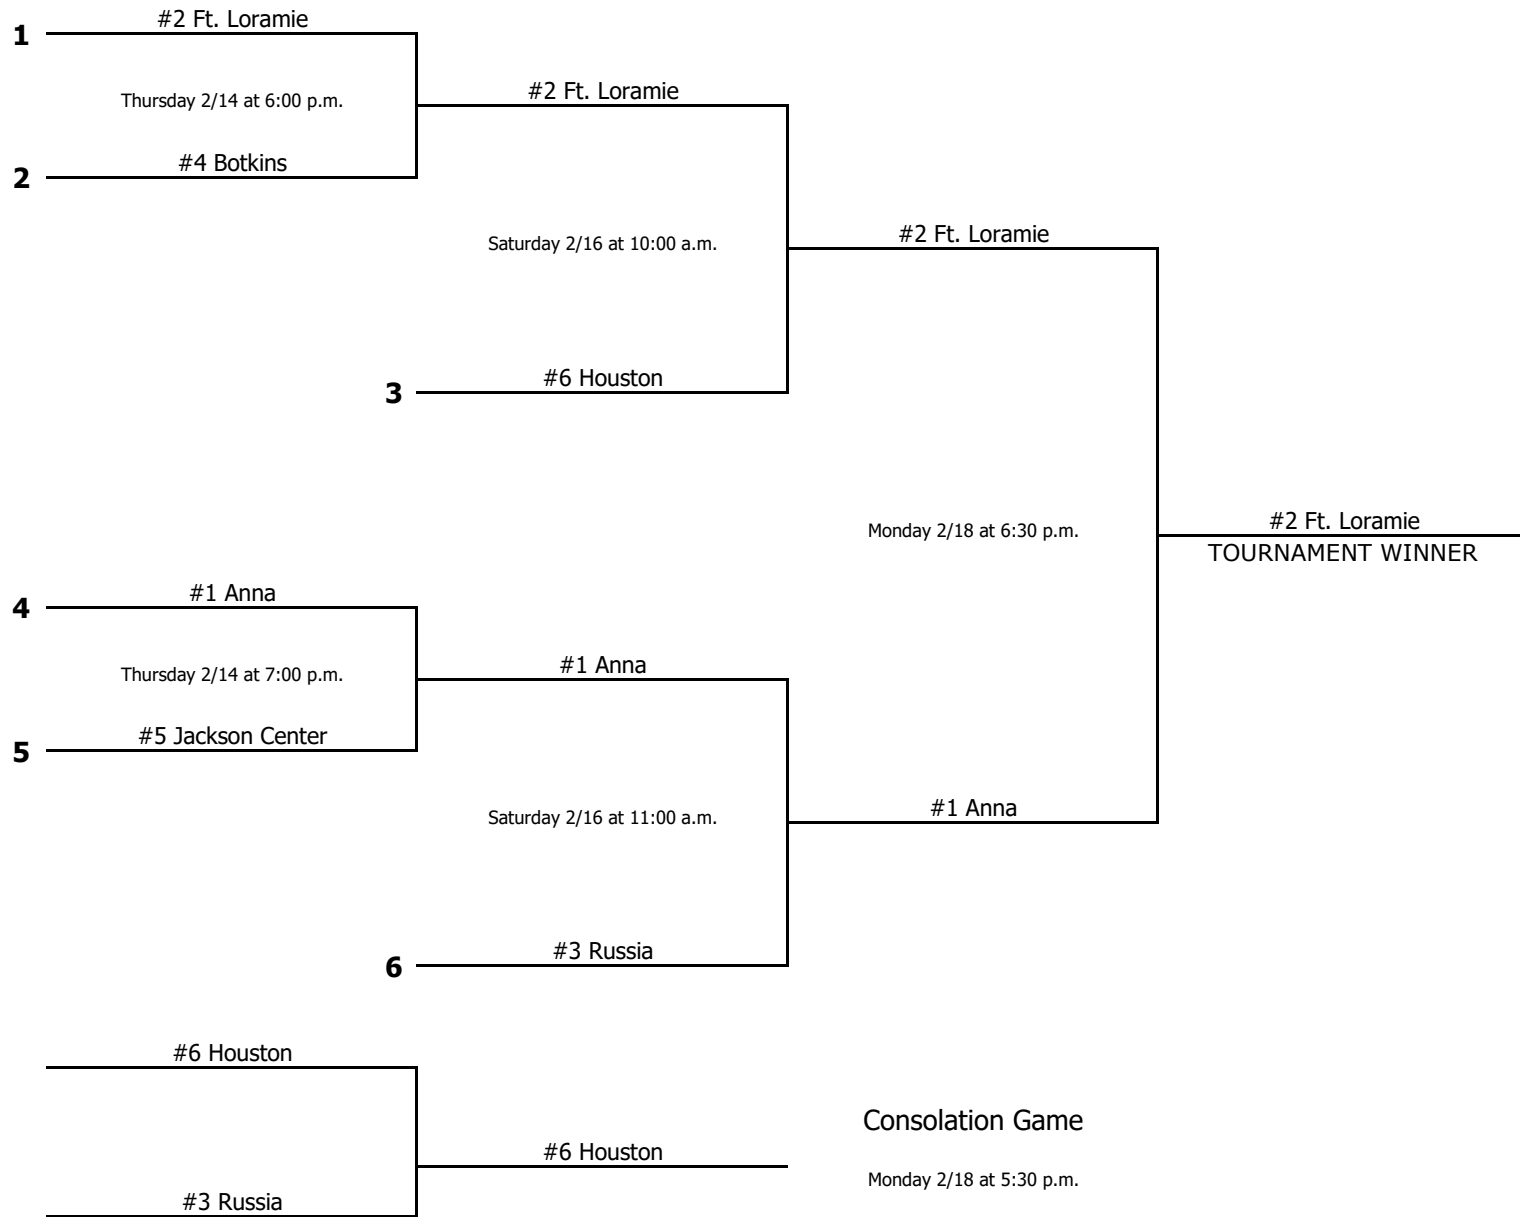 #2 Ft. Loramie
1
Thursday 2/14 at 6:00 p.m.
#2 Ft. Loramie
#4 Botkins
2
Saturday 2/16 at 10:00 a.m.
#2 Ft. Loramie
#6 Houston
3
Monday 2/18 at 6:30 p.m.
#2 Ft. Loramie
TOURNAMENT WINNER
#1 Anna
4
Thursday 2/14 at 7:00 p.m.
#1 Anna
#5 Jackson Center
5
Saturday 2/16 at 11:00 a.m.
#1 Anna
#3 Russia
6
#6 Houston
Consolation Game
#6 Houston
Monday 2/18 at 5:30 p.m.
#3 Russia